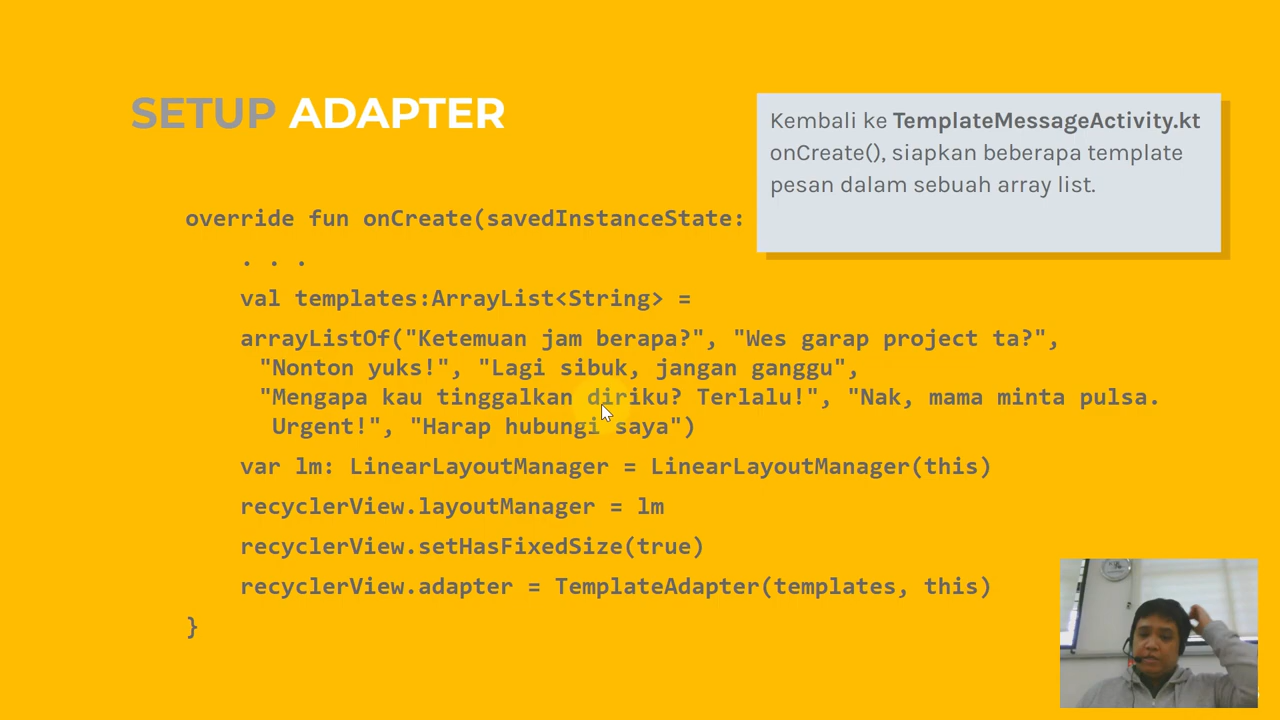 SETUP ADAPTER
Kembali ke TemplateMessageActivity.kt
onCreate(), siapkan beberapa template
pesan dalam sebuah array list.
override fun onCreate(savedInstanceState:
. . .
val templates:ArrayList<String> =
arrayListOf("Ketemuan jam berapa?", "Wes garap project ta?",
"Nonton yuks!", "Lagi sibuk, jangan ganggu",
"Mengapa kau tinggalkan diriku? Terlalu!", "Nak, mama minta pulsa.
Urgent!", "Harap hubungi saya")
var lm: LinearLayoutManager = LinearLayoutManager(this)
recyclerView.layoutManager = lm
recyclerView.setHasFixedSize(true)
recyclerView.adapter = TemplateAdapter(templates, this)
}